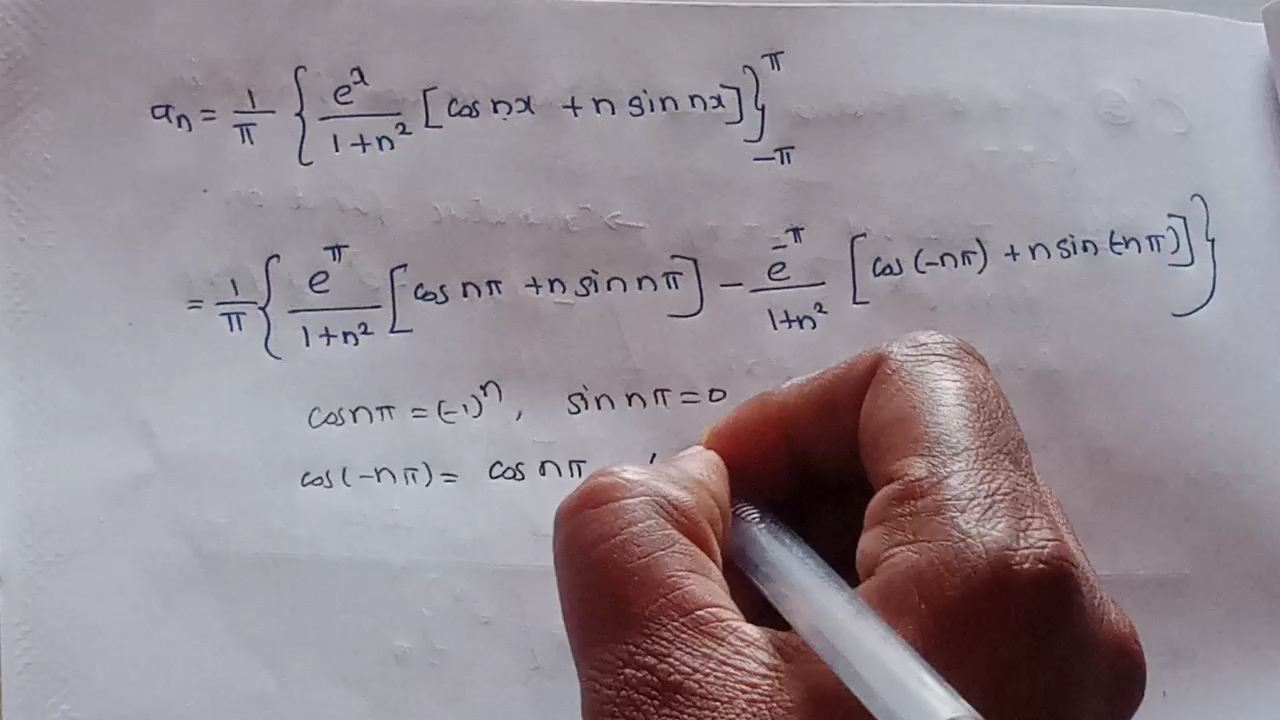 aₙ = 1/π { eˣ/(1+n²) [cos nx + n sin nx] }_{-π}^{π}
= 1/π { e^π/(1+n²) [cos nπ + n sin nπ] − e^{-π}/(1+n²) [cos (-nπ) + n sin (-nπ)] }
cos nπ = (-1)ⁿ, sin nπ = 0
cos (-nπ) = cos nπ